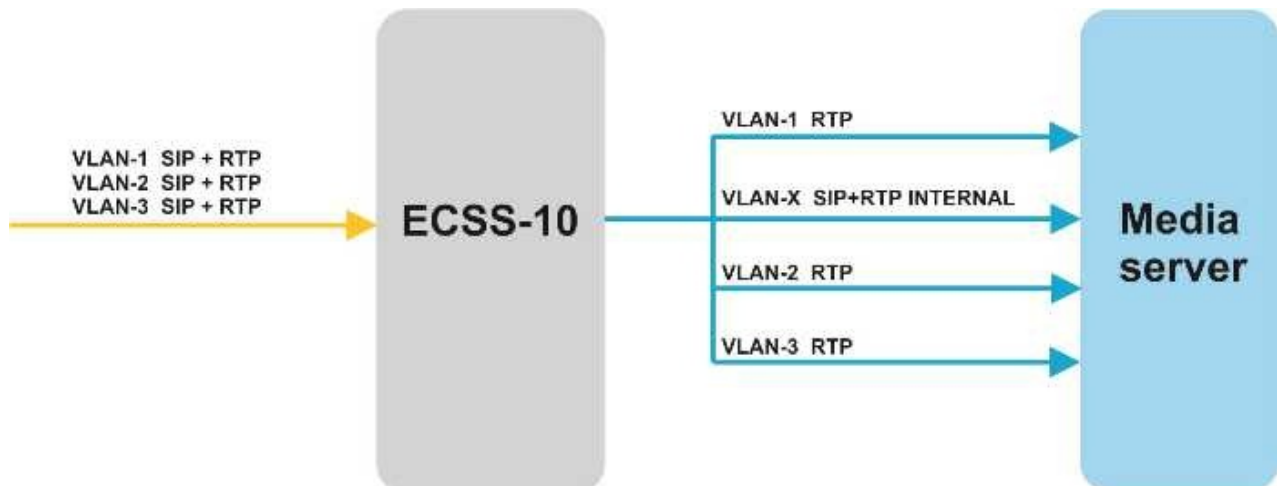 VLAN-1 SIP + RTP
VLAN-2 SIP + RTP
VLAN-3 SIP + RTP
ECSS-10
VLAN-1 RTP
VLAN-X SIP+RTP INTERNAL
VLAN-2 RTP
VLAN-3 RTP
Media
server